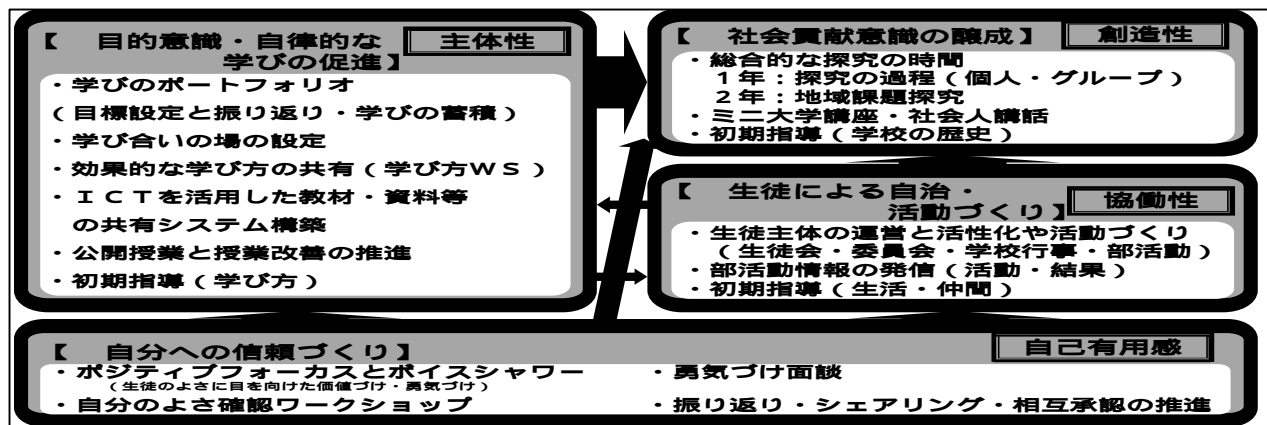 【　目的意識・自律的な
学びの促進】
主体性
・学びのポートフォリオ
（目標設定と振り返り・学びの蓄積）
・学び合いの場の設定
・効果的な学び方の共有（学び方ＷＳ）
・ＩＣＴを活用した教材・資料等
の共有システム構築
・公開授業と授業改善の推進
・初期指導（学び方）
【　社会貢献意識の醸成】
創造性
・総合的な探究の時間
１年：探究の過程（個人・グループ）
２年：地域課題探究
・ミニ大学講座・社会人講話
・初期指導（学校の歴史）
【　生徒による自治・
活動づくり】
協働性
・生徒主体の運営と活性化や活動づくり
（生徒会・委員会・学校行事・部活動）
・部活動情報の発信（活動・結果）
・初期指導（生活・仲間）
【　自分への信頼づくり】
自己有用感
・ポジティブフォーカスとボイスシャワー
（生徒のよさに目を向けた価値づけ・勇気づけ）
・自分のよさ確認ワークショップ
・勇気づけ面談
・振り返り・シェアリング・相互承認の推進